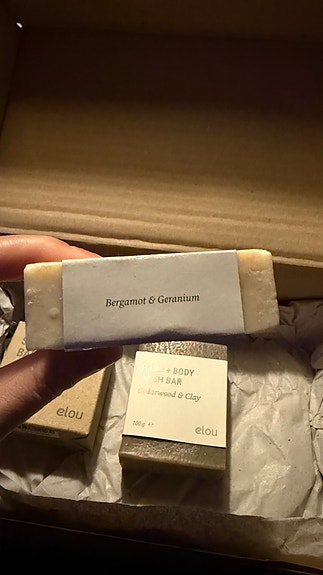 Bergamot & Geranium
+ BODY
BAR
Cedarwood & Clay
100 g
elou
elou